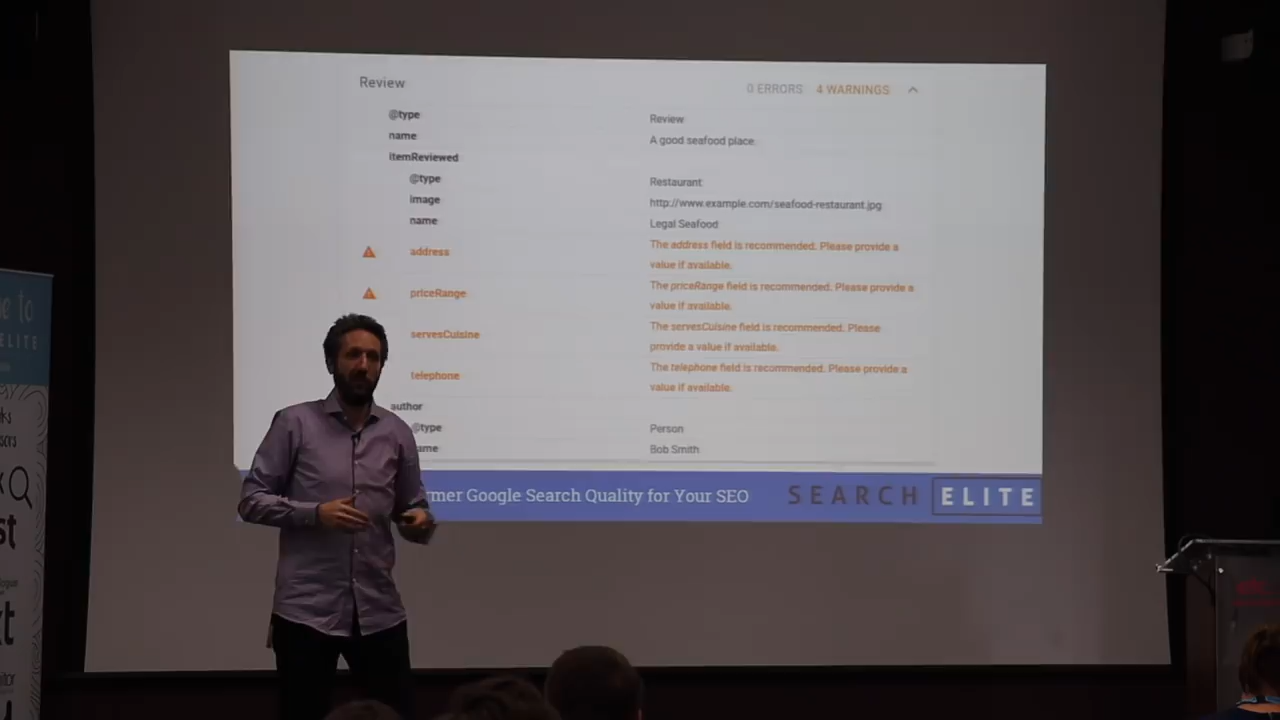 Review
0 ERRORS 4 WARNINGS
@type
Review
name
A good seafood place.
itemReviewed
@type
Restaurant
image
http://www.example.com/seafood-restaurant.jpg
name
Legal Seafood
address
The address field is recommended. Please provide a
value if available.
priceRange
The priceRange field is recommended. Please provide a
value if available.
servesCuisine
The servesCuisine field is recommended. Please
provide a value if available.
telephone
The telephone field is recommended. Please provide a
value if available.
author
@type
Person
ame
Bob Smith
rmer Google Search Quality for Your SEO
SEARCH ELITE
to
ELITE